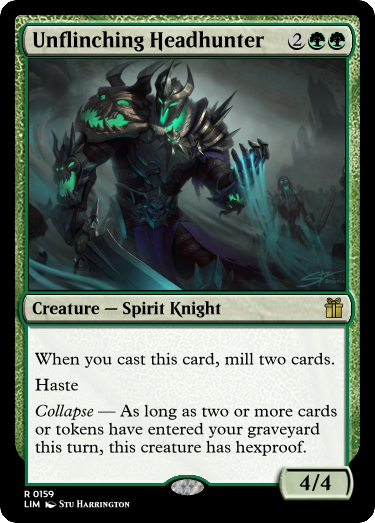 Unflinching Headhunter 2
Creature — Spirit Knight
When you cast this card, mill two cards.
Haste
Collapse — As long as two or more cards
or tokens have entered your graveyard
this turn, this creature has hexproof.
4/4
R 0159
LIM Stu Harrington